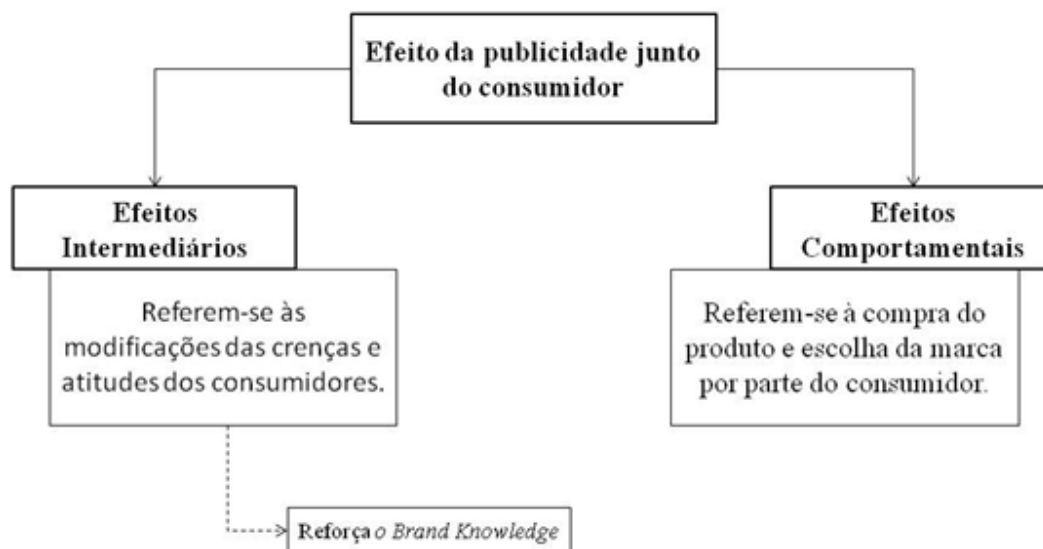 Efeito da publicidade junto
do consumidor
Efeitos
Intermediários
Referem-se às
modificações das crenças e
atitudes dos consumidores.
Efeitos
Comportamentais
Referem-se à compra do
produto e escolha da marca
por parte do consumidor.
Reforça o Brand Knowledge